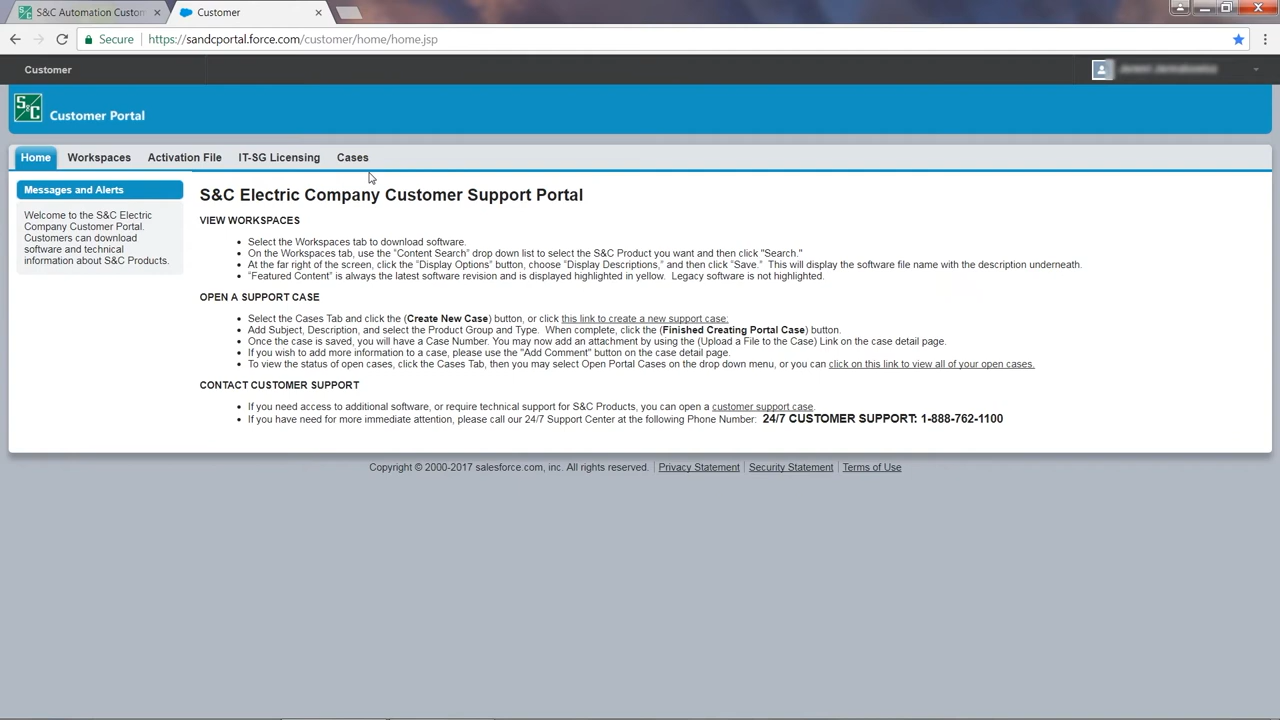 S&C Automation Custom
Customer
Secure
https://sandcportal.force.com/customer/home/home.jsp
Customer
S&C
Customer Portal
Home
Workspaces
Activation File
IT-SG Licensing
Cases
Messages and Alerts
Welcome to the S&C Electric
Company Customer Portal.
Customers can download
software and technical
information about S&C Products.
S&C Electric Company Customer Support Portal
VIEW WORKSPACES
• Select the Workspaces tab to download software.
• On the Workspaces tab, use the "Content Search" drop down list to select the S&C Product you want and then click "Search."
• At the far right of the screen, click the "Display Options" button, choose "Display Descriptions," and then click "Save." This will display the software file name with the description underneath.
• "Featured Content" is always the latest software revision and is displayed highlighted in yellow. Legacy software is not highlighted.
OPEN A SUPPORT CASE
• Select the Cases Tab and click the (Create New Case) button, or click this link to create a new support case:
• Add Subject, Description, and select the Product Group and Type. When complete, click the (Finished Creating Portal Case) button.
• Once the case is saved, you will have a Case Number. You may now add an attachment by using the (Upload a File to the Case) Link on the case detail page.
• If you wish to add more information to a case, please use the "Add Comment" button on the case detail page.
• To view the status of open cases, click the Cases Tab, then you may select Open Portal Cases on the drop down menu, or you can click on this link to view all of your open cases.
CONTACT CUSTOMER SUPPORT
• If you need access to additional software, or require technical support for S&C Products, you can open a customer support case.
• If you have need for more immediate attention, please call our 24/7 Support Center at the following Phone Number: 24/7 CUSTOMER SUPPORT: 1-888-762-1100
Copyright © 2000-2017 salesforce.com, inc. All rights reserved. | Privacy Statement | Security Statement | Terms of Use